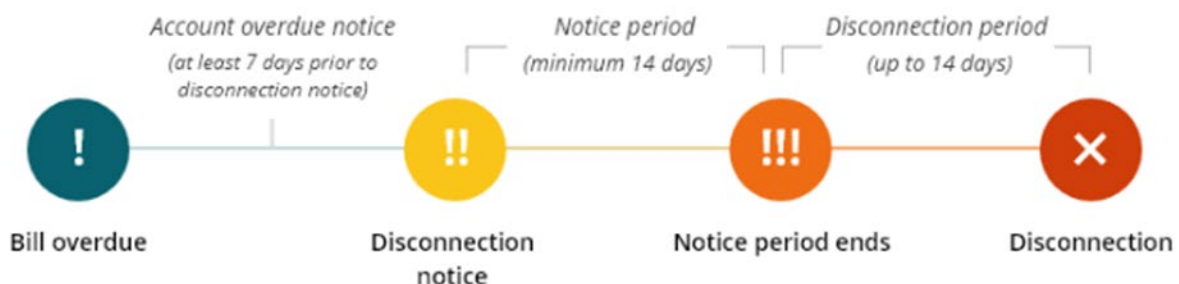 Account overdue notice
(at least 7 days prior to
disconnection notice)
Notice period
(minimum 14 days)
Disconnection period
(up to 14 days)
!
!!
!!!
Bill overdue
Disconnection
notice
Notice period ends
Disconnection